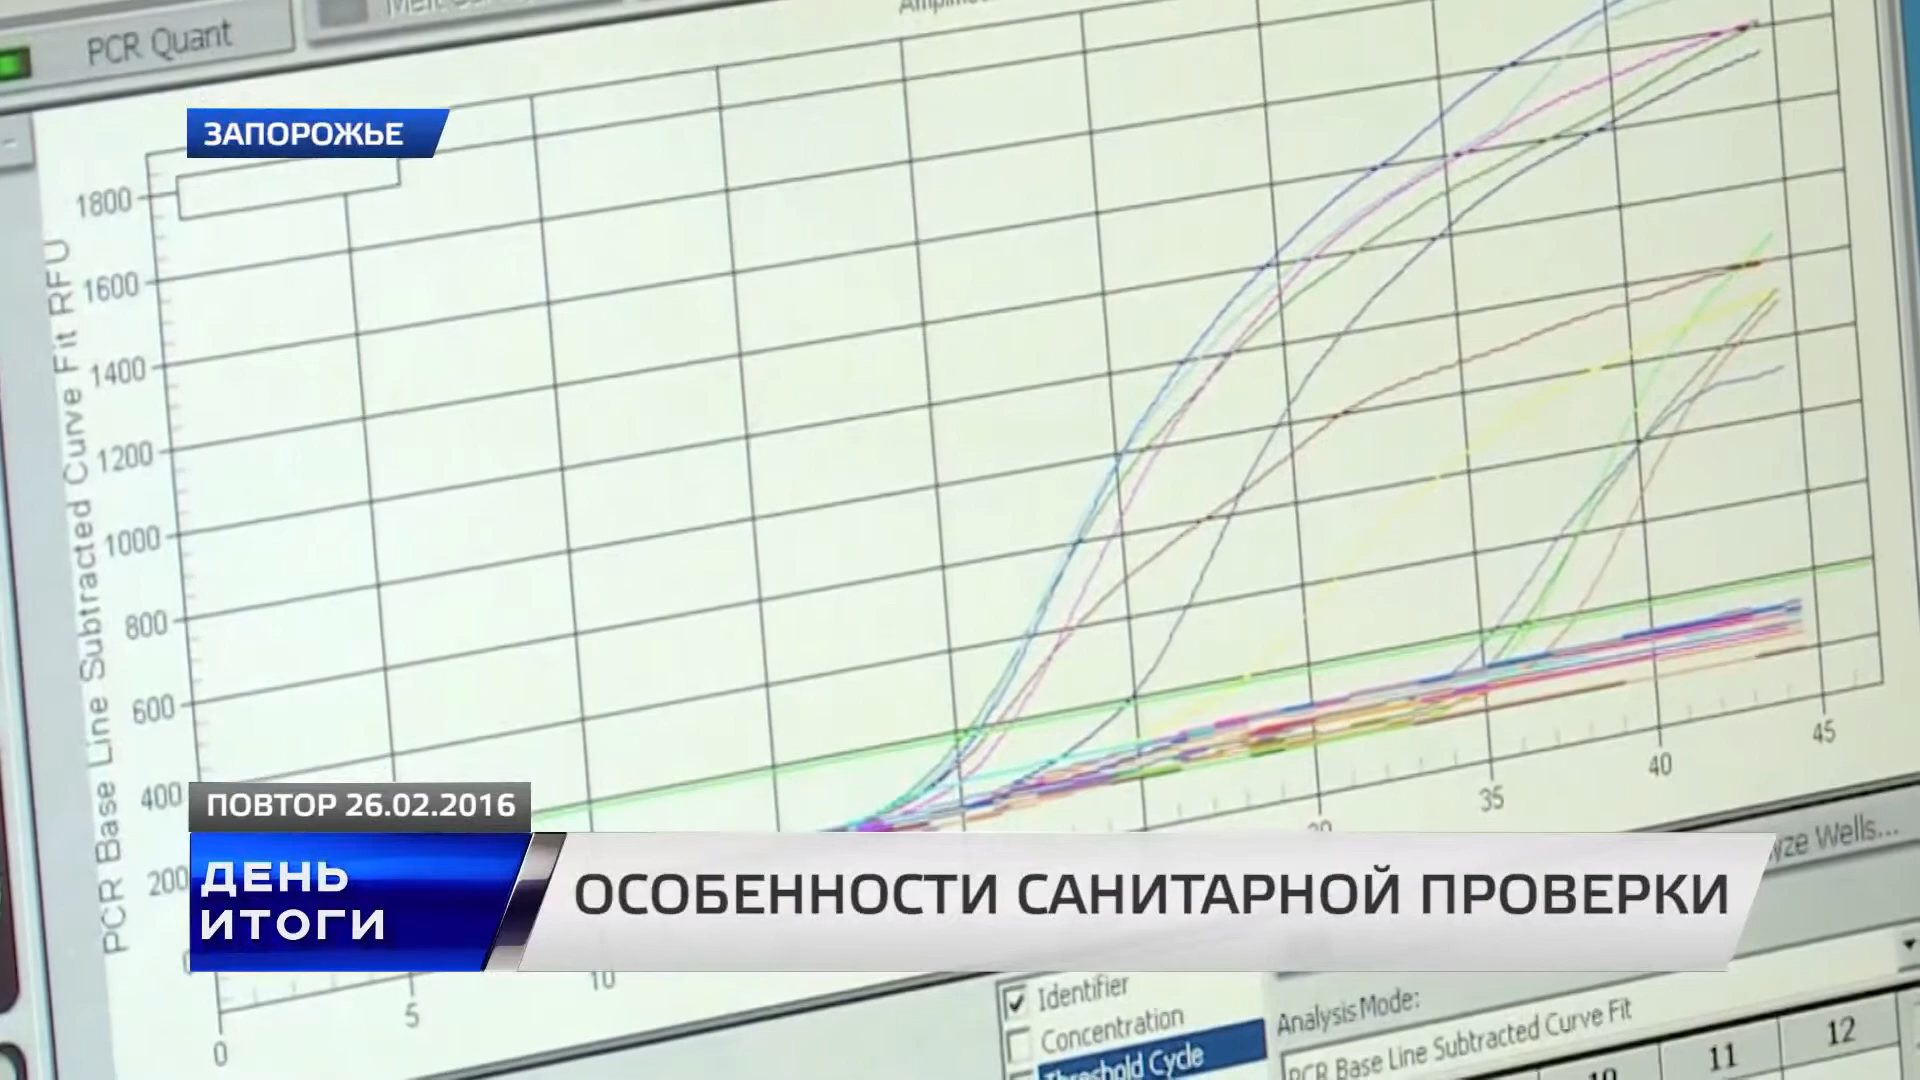 PCR Quant
ЗАПОРОЖЬЕ
PCR Base Line Subtracted Curve Fit RFU
1800
1600
1400
1200
1000
800
600
400
200
0
5
10
35
40
45
ПОВТОР 26.02.2016
ДЕНЬ
ИТОГИ
ОСОБЕННОСТИ САНИТАРНОЙ ПРОВЕРКИ
Wells...
Identifier
Concentration
Threshold Cycle
Analysis Mode:
PCR Base Line Subtracted Curve Fit
10
11
12